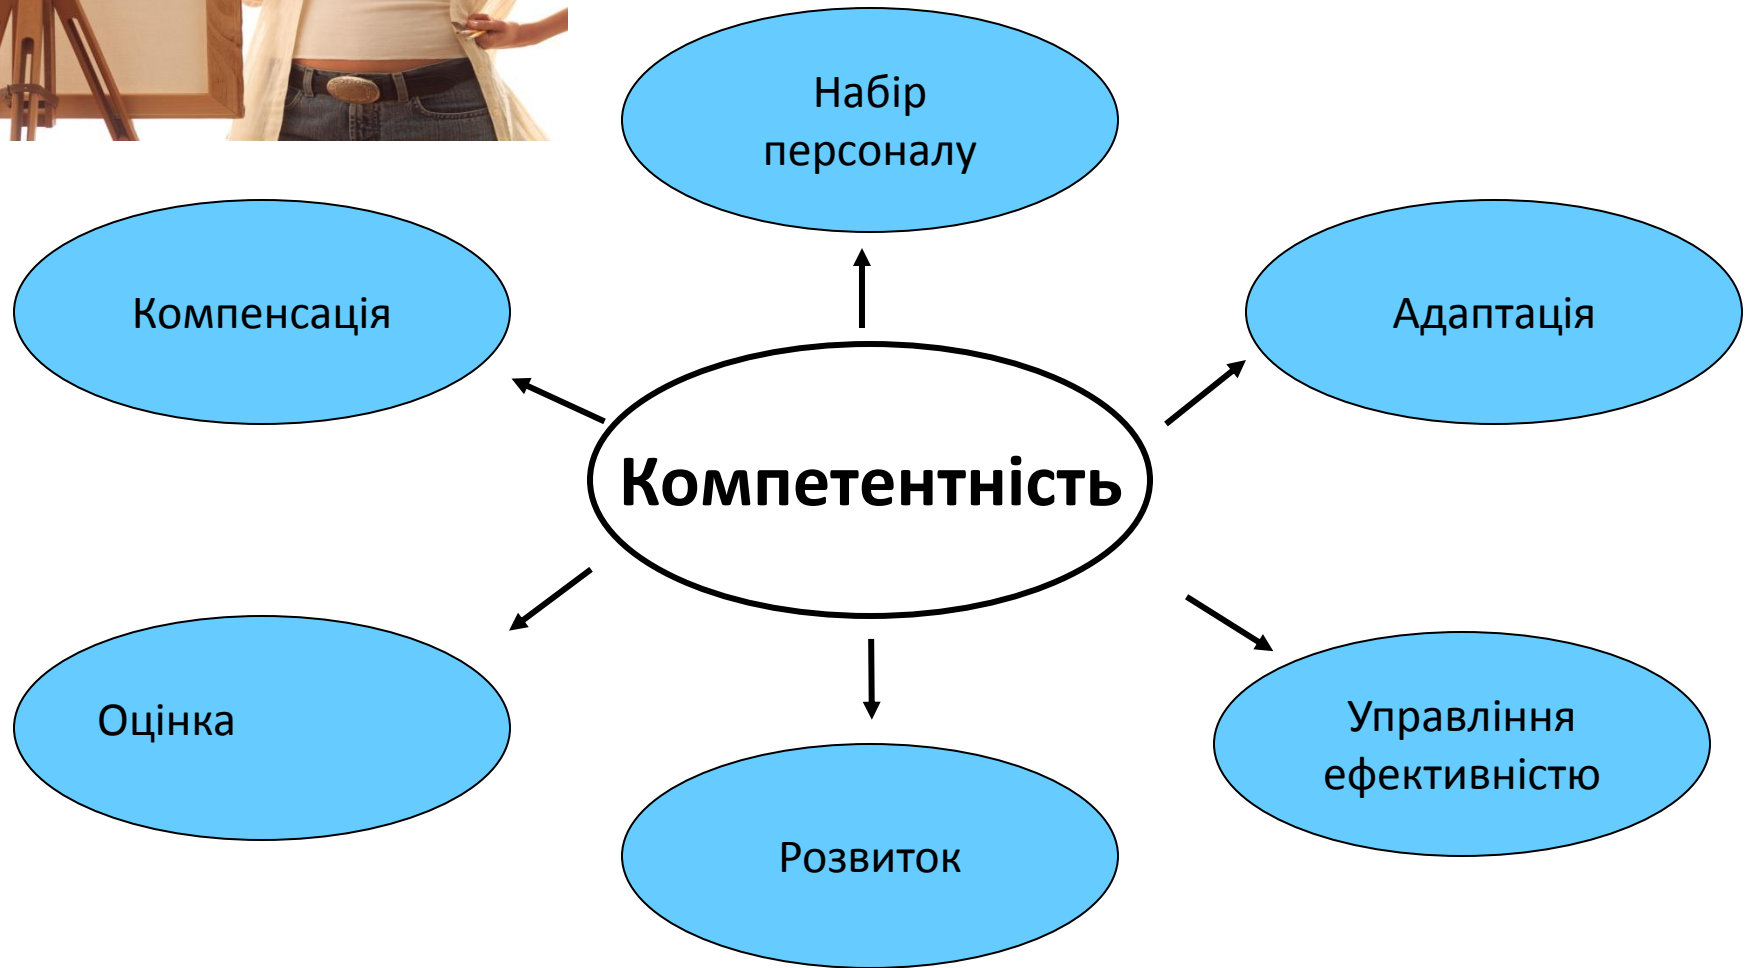 Набір
персоналу
Компенсація
Адаптація
Компетентність
Оцінка
Управління
ефективністю
Розвиток